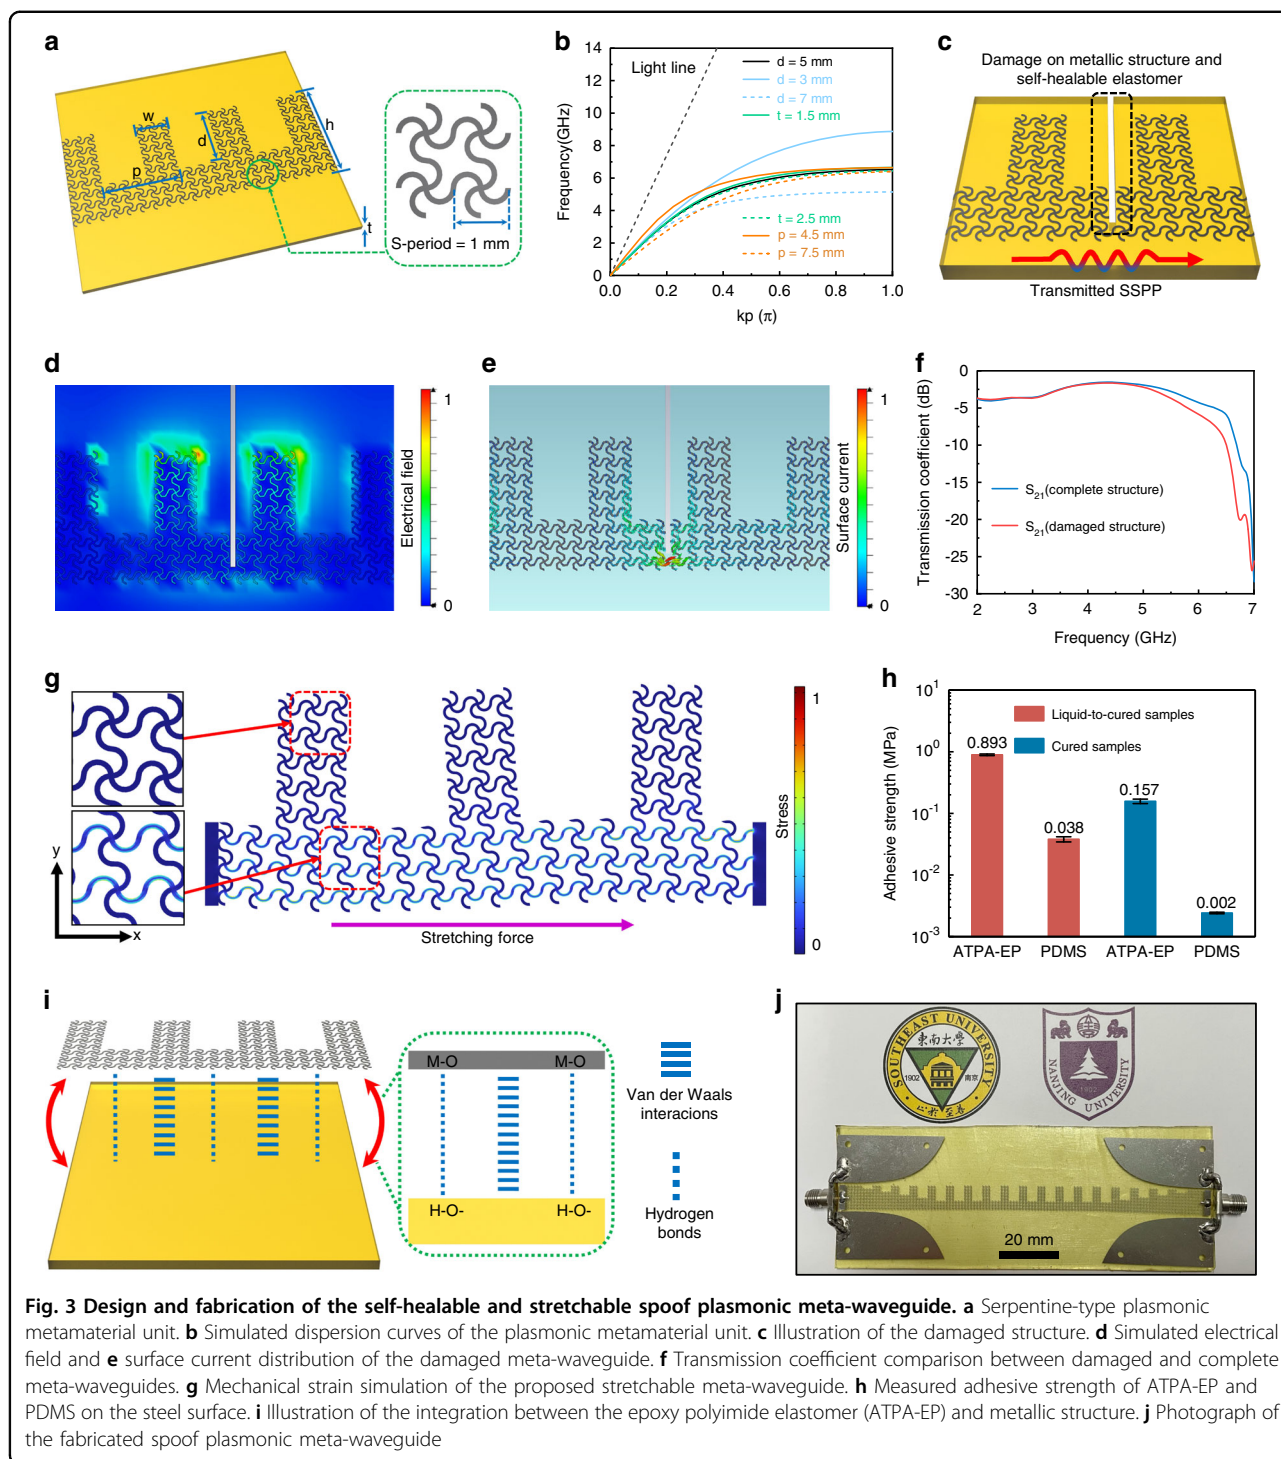 a
w
d
h
p
t
S-period = 1 mm
b
Frequency(GHz)
14
12
10
8
6
4
2
0
0.0
0.2
0.4
0.6
0.8
1.0
kp (π)
Light line
d = 5 mm
d = 3 mm
d = 7 mm
t = 1.5 mm
t = 2.5 mm
p = 4.5 mm
p = 7.5 mm
c
Damage on metallic structure and
self-healable elastomer
Transmitted SSPP
d
1
0
Electrical field
e
1
0
Surface current
f
Transmission coefficient (dB)
0
-5
-10
-15
-20
-25
-30
2
3
4
5
6
7
Frequency (GHz)
S21(complete structure)
S21(damaged structure)
g
y
x
Stretching force
Stress
1
0
h
Adhesive strength (MPa)
10^1
10^0
10^-1
10^-2
10^-3
Liquid-to-cured samples
Cured samples
0.893
0.038
0.157
0.002
ATPA-EP
PDMS
ATPA-EP
PDMS
i
M-O
M-O
H-O-
H-O-
Van der Waals
interacions
Hydrogen
bonds
j
SOUTHEAST UNIVERSITY
東南大學
1902
南京
NANJING UNIVERSITY
1902
20 mm
Fig. 3 Design and fabrication of the self-healable and stretchable spoof plasmonic meta-waveguide. a Serpentine-type plasmonic
metamaterial unit. b Simulated dispersion curves of the plasmonic metamaterial unit. c Illustration of the damaged structure. d Simulated electrical
field and e surface current distribution of the damaged meta-waveguide. f Transmission coefficient comparison between damaged and complete
meta-waveguides. g Mechanical strain simulation of the proposed stretchable meta-waveguide. h Measured adhesive strength of ATPA-EP and
PDMS on the steel surface. i Illustration of the integration between the epoxy polyimide elastomer (ATPA-EP) and metallic structure. j Photograph of
the fabricated spoof plasmonic meta-waveguide